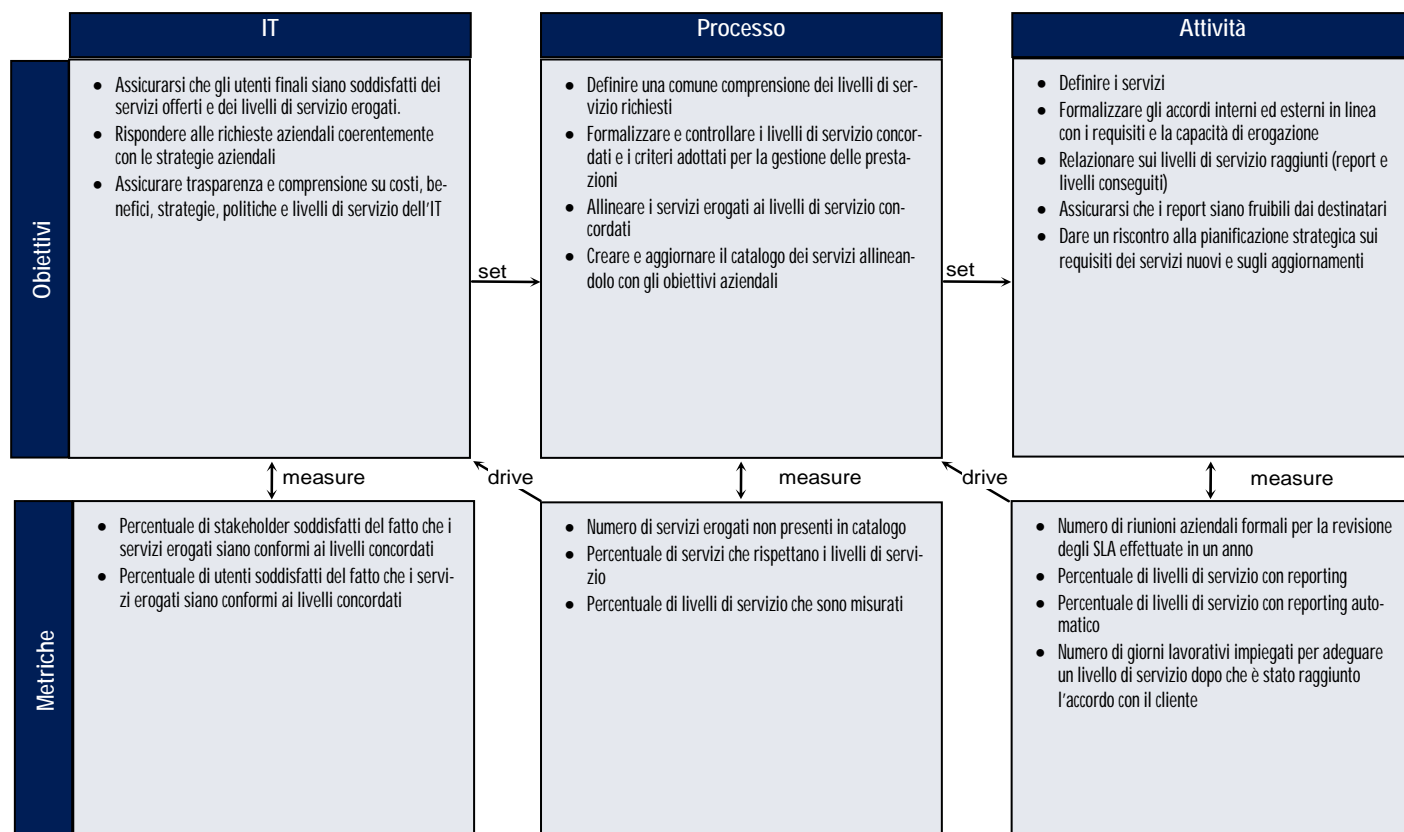 IT
Processo
Attività
Obiettivi
● Assicurarsi che gli utenti finali siano soddisfatti dei
servizi offerti e dei livelli di servizio erogati.
● Rispondere alle richieste aziendali coerentemente
con le strategie aziendali
● Assicurare trasparenza e comprensione su costi, be-
nefici, strategie, politiche e livelli di servizio dell'IT
set
● Definire una comune comprensione dei livelli di ser-
vizio richiesti
● Formalizzare e controllare i livelli di servizio concor-
dati e i criteri adottati per la gestione delle presta-
zioni
● Allineare i servizi erogati ai livelli di servizio con-
cordati
● Creare e aggiornare il catalogo dei servizi allinean-
dolo con gli obiettivi aziendali
set
● Definire i servizi
● Formalizzare gli accordi interni ed esterni in linea
con i requisiti e la capacità di erogazione
● Relazionare sui livelli di servizio raggiunti (report e
livelli conseguiti)
● Assicurarsi che i report siano fruibili dai destinatari
● Dare un riscontro alla pianificazione strategica sui
requisiti dei servizi nuovi e sugli aggiornamenti
measure
drive
measure
drive
measure
Metriche
● Percentuale di stakeholder soddisfatti del fatto che i
servizi erogati siano conformi ai livelli concordati
● Percentuale di utenti soddisfatti del fatto che i servi-
zi erogati siano conformi ai livelli concordati
● Numero di servizi erogati non presenti in catalogo
● Percentuale di servizi che rispettano i livelli di servi-
zio
● Percentuale di livelli di servizio che sono misurati
● Numero di riunioni aziendali formali per la revisione
degli SLA effettuate in un anno
● Percentuale di livelli di servizio con reporting
● Percentuale di livelli di servizio con reporting auto-
matico
● Numero di giorni lavorativi impiegati per adeguare
un livello di servizio dopo che è stato raggiunto
l'accordo con il cliente